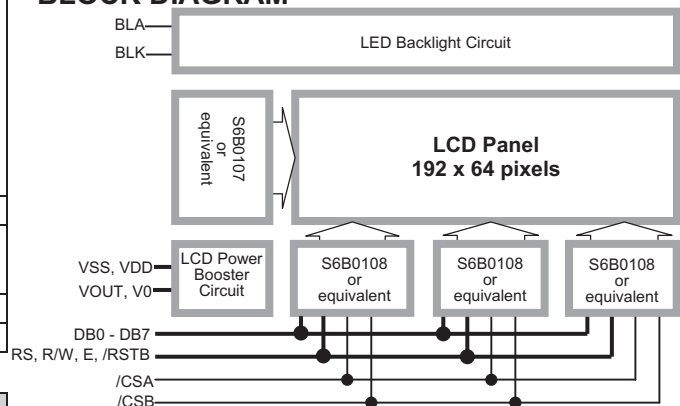 BLOCK DIAGRAM
BLA
BLK
LED Backlight Circuit
S6B0107
or
equivalent
LCD Panel
192 x 64 pixels
VSS, VDD
VOUT, V0
LCD Power
Booster
Circuit
S6B0108
or
equivalent
S6B0108
or
equivalent
S6B0108
or
equivalent
DB0 - DB7
RS, R/W, E, /RSTB
/CSA
/CSB